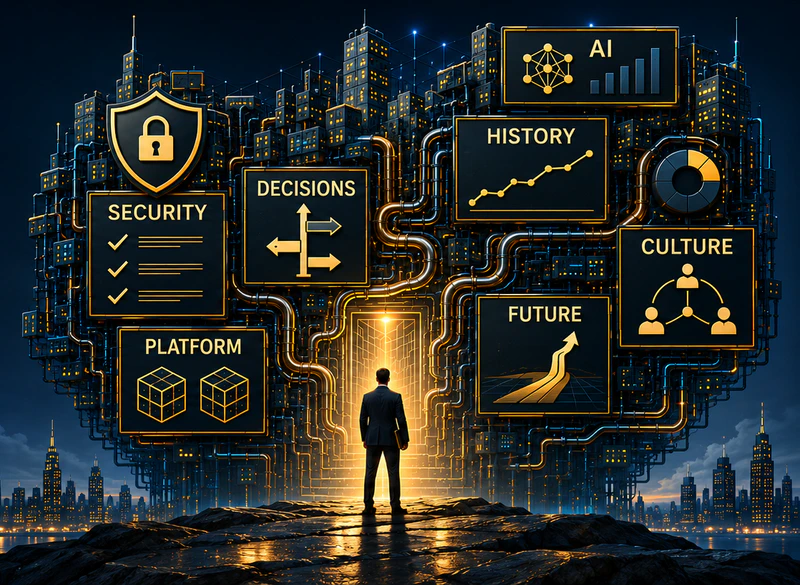 AI
HISTORY
DECISIONS
SECURITY
CULTURE
FUTURE
PLATFORM